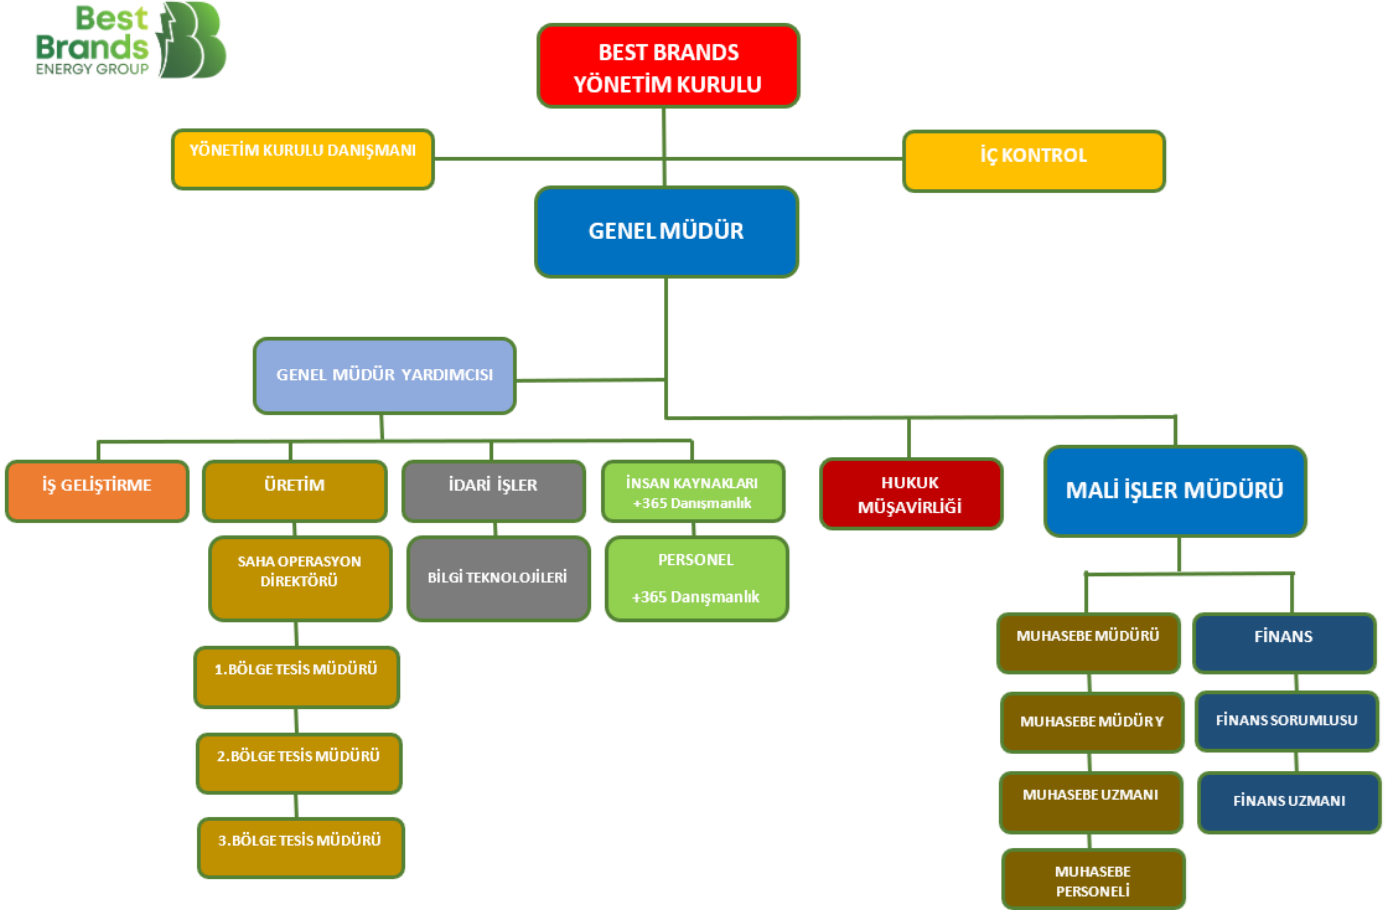 Best
Brands
ENERGY GROUP
BEST BRANDS
YÖNETİM KURULU
YÖNETİM KURULU DANIŞMANI
İÇ KONTROL
GENEL MÜDÜR
GENEL MÜDÜR YARDIMCISI
İŞ GELİŞTİRME
ÜRETİM
İDARİ İŞLER
İNSAN KAYNAKLARI
+365 Danışmanlık
HUKUK
MÜŞAVİRLİĞİ
MALİ İŞLER MÜDÜRÜ
SAHA OPERASYON
DİREKTÖRÜ
BİLGİ TEKNOLOJİLERİ
PERSONEL
+365 Danışmanlık
1.BÖLGE TESİS MÜDÜRÜ
2.BÖLGE TESİS MÜDÜRÜ
3.BÖLGE TESİS MÜDÜRÜ
MUHASEBE MÜDÜRÜ
FİNANS
MUHASEBE MÜDÜR Y
FİNANS SORUMLUSU
MUHASEBE UZMANI
FİNANS UZMANI
MUHASEBE
PERSONELİ